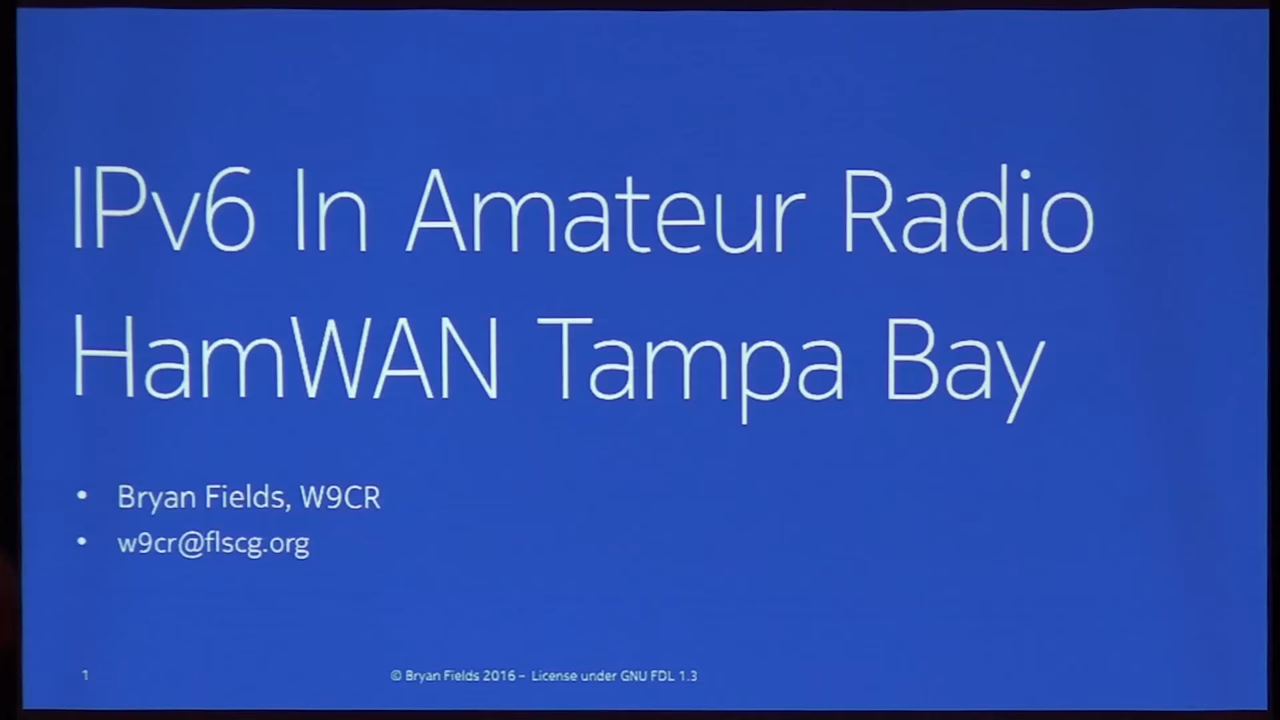 IPv6 In Amateur Radio
HamWAN Tampa Bay
• Bryan Fields, W9CR
• w9cr@flscg.org
1
© Bryan Fields 2016 – License under GNU FDL 1.3